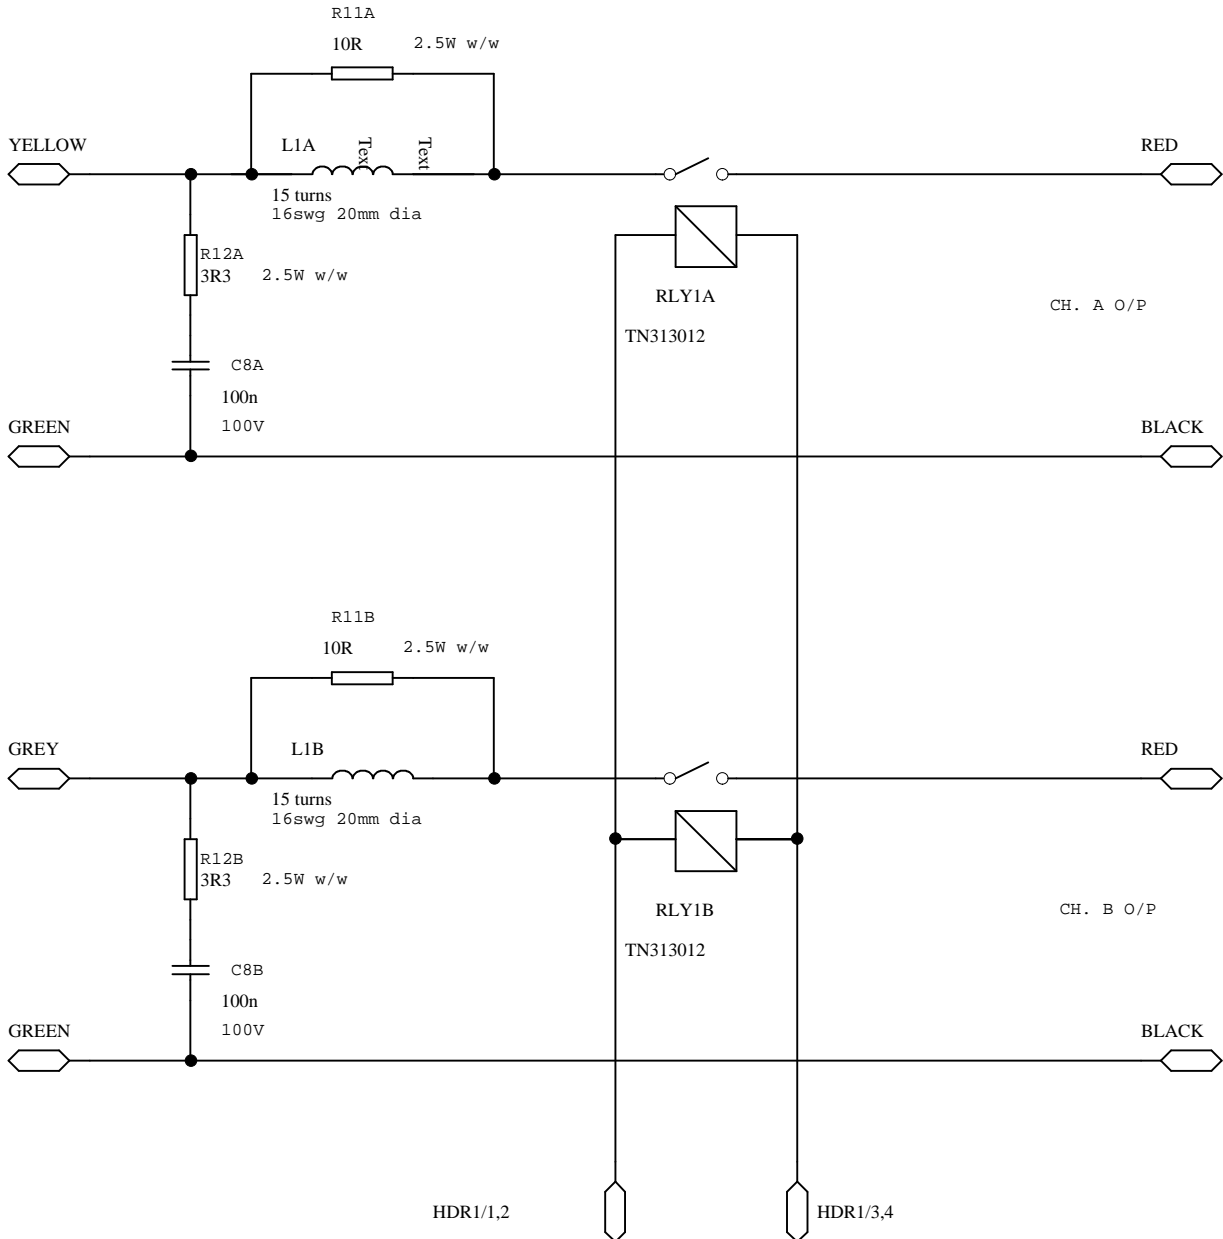 R11A
10R 2.5W w/w
YELLOW
L1A
Text
Text
RED
15 turns
16swg 20mm dia
R12A
3R3 2.5W w/w
RLY1A
CH. A O/P
TN313012
C8A
100n
100V
GREEN
BLACK
R11B
10R 2.5W w/w
GREY
L1B
RED
15 turns
16swg 20mm dia
R12B
3R3 2.5W w/w
RLY1B
CH. B O/P
TN313012
C8B
100n
100V
GREEN
BLACK
HDR1/1,2
HDR1/3,4